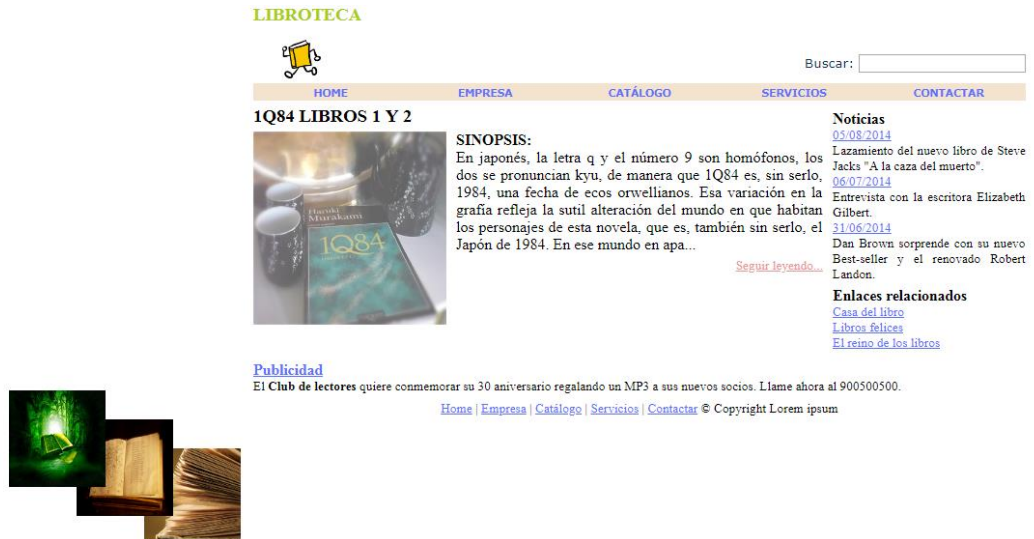 LIBROTECA
Buscar:
HOME EMPRESA CATÁLOGO SERVICIOS CONTACTAR
1Q84 LIBROS 1 Y 2
Haruki
Murakami
1Q84
SINOPSIS:
En japonés, la letra q y el número 9 son homófonos, los
dos se pronuncian kyu, de manera que 1Q84 es, sin serlo,
1984, una fecha de ecos orwellianos. Esa variación en la
grafía refleja la sutil alteración del mundo en que habitan
los personajes de esta novela, que es, también sin serlo, el
Japón de 1984. En ese mundo en apa...
Seguir leyendo...
Noticias
05/08/2014
Lazamiento del nuevo libro de Steve
Jacks "A la caza del muerto".
06/07/2014
Entrevista con la escritora Elizabeth
Gilbert.
31/06/2014
Dan Brown sorprende con su nuevo
Best-seller y el renovado Robert
Landon.
Enlaces relacionados
Casa del libro
Libros felices
El reino de los libros
Publicidad
El Club de lectores quiere conmemorar su 30 aniversario regalando un MP3 a sus nuevos socios. Llame ahora al 900500500.
Home | Empresa | Catálogo | Servicios | Contactar © Copyright Lorem ipsum